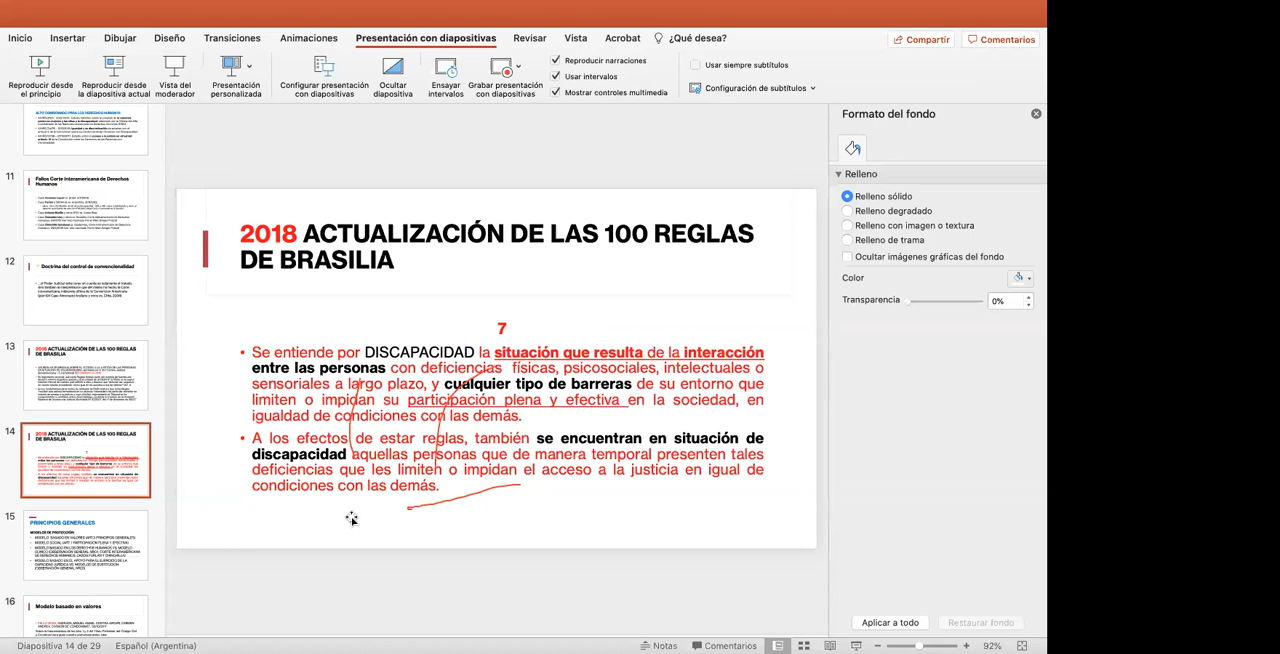 Inicio Insertar Dibujar Diseño Transiciones Animaciones Presentación con diapositivas Revisar Vista Acrobat ¿Qué desea? Compartir Comentarios
Reproducir desde el principio
Reproducir desde la diapositiva actual
Vista del moderador
Presentación personalizada
Configurar presentación con diapositivas
Ocultar diapositiva
Ensayar intervalos
Grabar presentación con diapositivas
Reproducir narraciones
Usar intervalos
Mostrar controles multimedia
Usar siempre subtítulos
Configuración de subtítulos
11
Fallos Corte Interamericana de Derechos
Humanos
12
Doctrina del control de convencionalidad
13
2018 ACTUALIZACIÓN DE LAS 100 REGLAS
DE BRASILIA
14
2018 ACTUALIZACIÓN DE LAS 100 REGLAS
DE BRASILIA
15
PRINCIPIOS GENERALES
MODELOS DE PROTECCIÓN:
16
Modelo basado en valores
2018 ACTUALIZACIÓN DE LAS 100 REGLAS
DE BRASILIA
7
• Se entiende por DISCAPACIDAD la situación que resulta de la interacción
entre las personas con deficiencias físicas, psicosociales, intelectuales o
sensoriales a largo plazo, y cualquier tipo de barreras de su entorno que
limiten o impidan su participación plena y efectiva en la sociedad, en
igualdad de condiciones con las demás.
• A los efectos de estar reglas, también se encuentran en situación de
discapacidad aquellas personas que de manera temporal presenten tales
deficiencias que les limiten o impidan el acceso a la justicia en igual de
condiciones con las demás.
Formato del fondo
Relleno
Relleno sólido
Relleno degradado
Relleno con imagen o textura
Relleno de trama
Ocultar imágenes gráficas del fondo
Color
Transparencia 0%
Aplicar a todo Restaurar fondo
Diapositiva 14 de 29 Español (Argentina) Notas Comentarios 92%